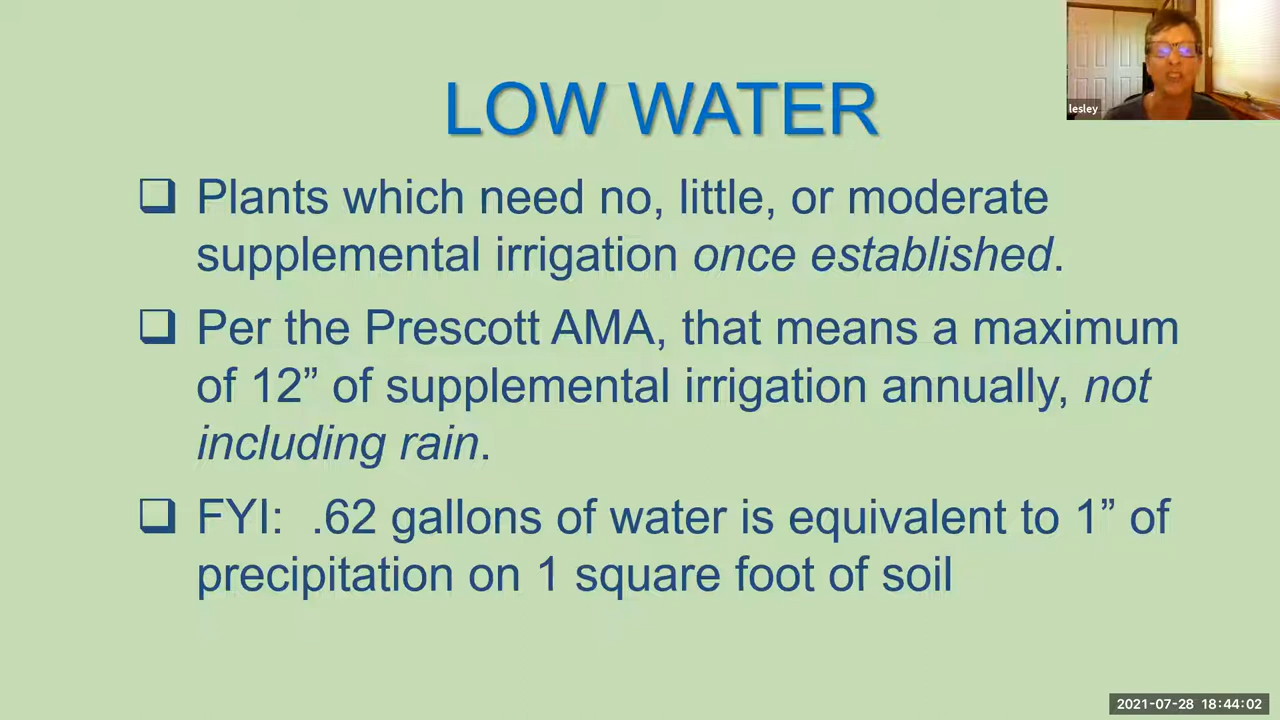 LOW WATER
lesley
❑ Plants which need no, little, or moderate
supplemental irrigation once established.
❑ Per the Prescott AMA, that means a maximum
of 12” of supplemental irrigation annually, not
including rain.
❑ FYI:  .62 gallons of water is equivalent to 1” of
precipitation on 1 square foot of soil
2021-07-28 18:44:02